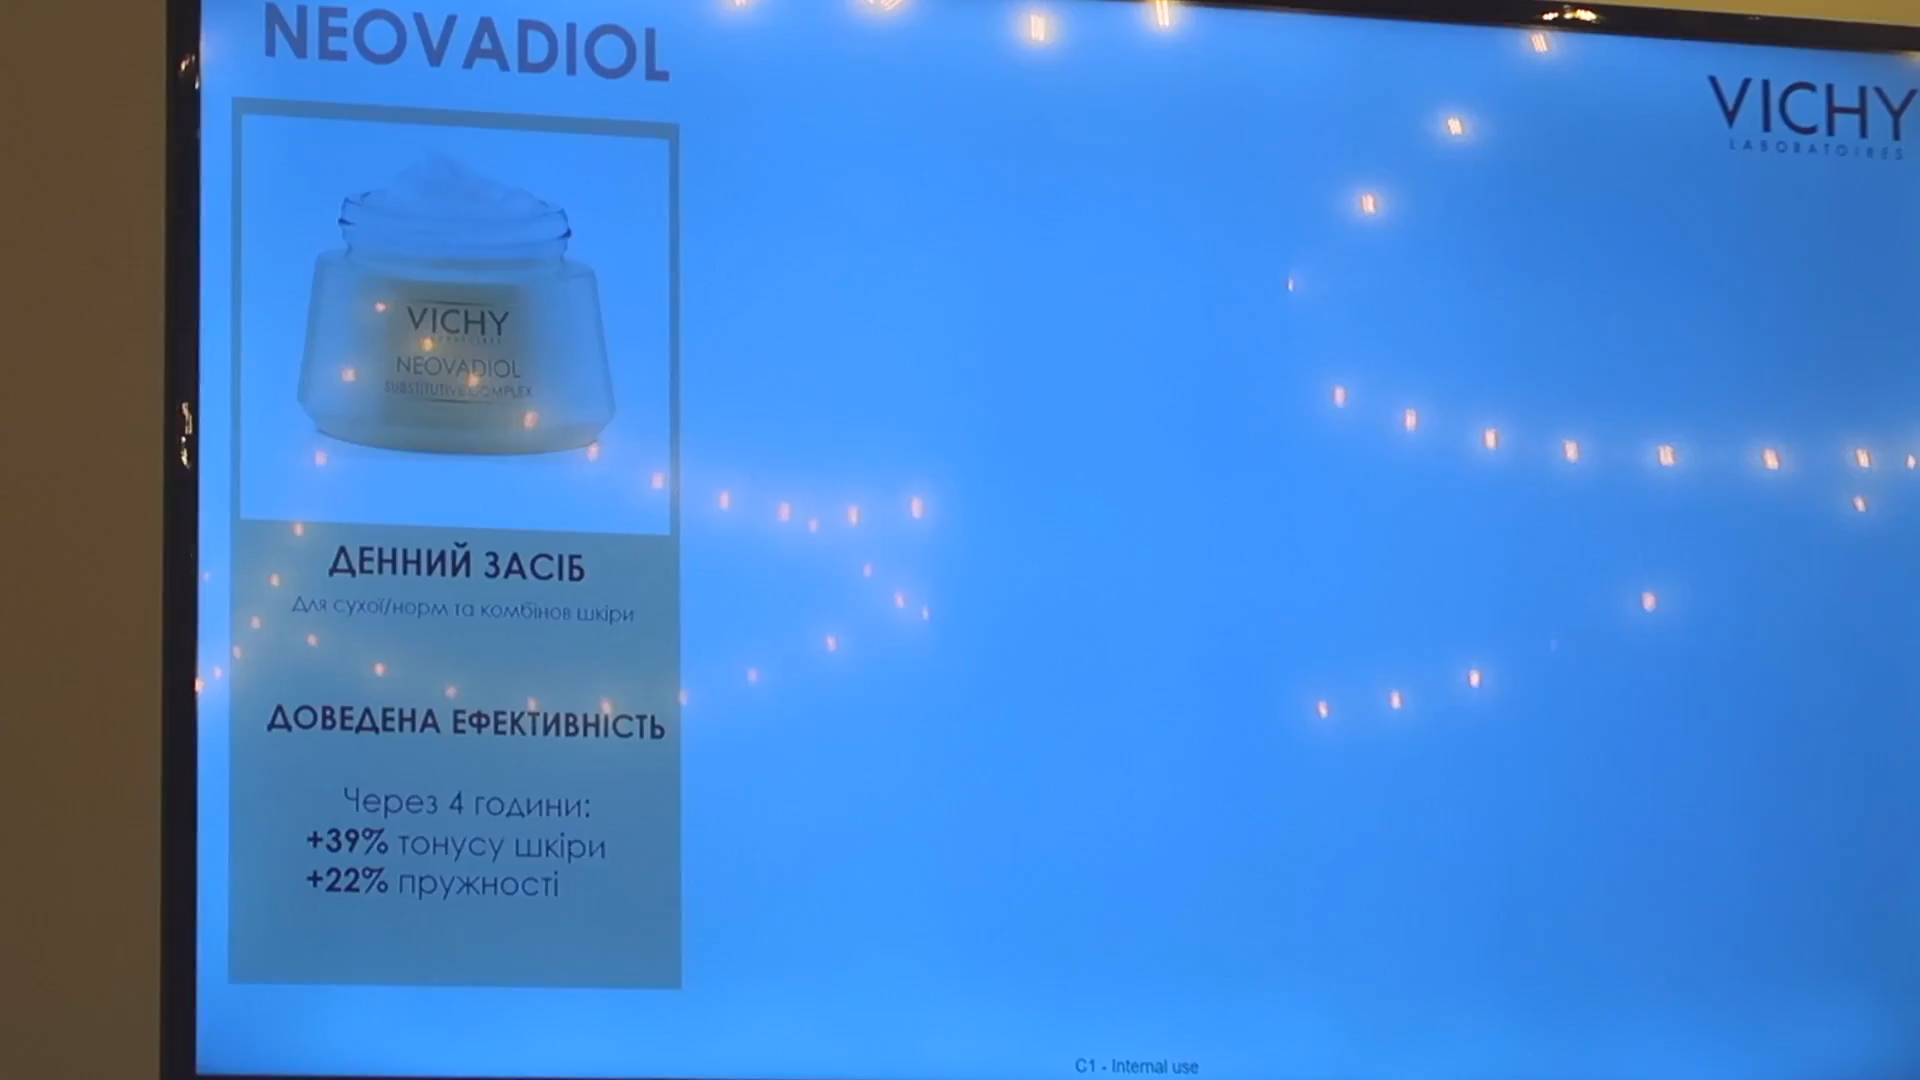 NEOVADIOL
VICHY
LABORATOIRES
VICHY
NEOVADIOL
SUBSTITUTIVE COMPLEX
ДЕННИЙ ЗАСІБ
Для сухої/норм та комбінов шкіри
ДОВЕДЕНА ЕФЕКТИВНІСТЬ
Через 4 години:
+39% тонусу шкіри
+22% пружності
C1 - Internal use